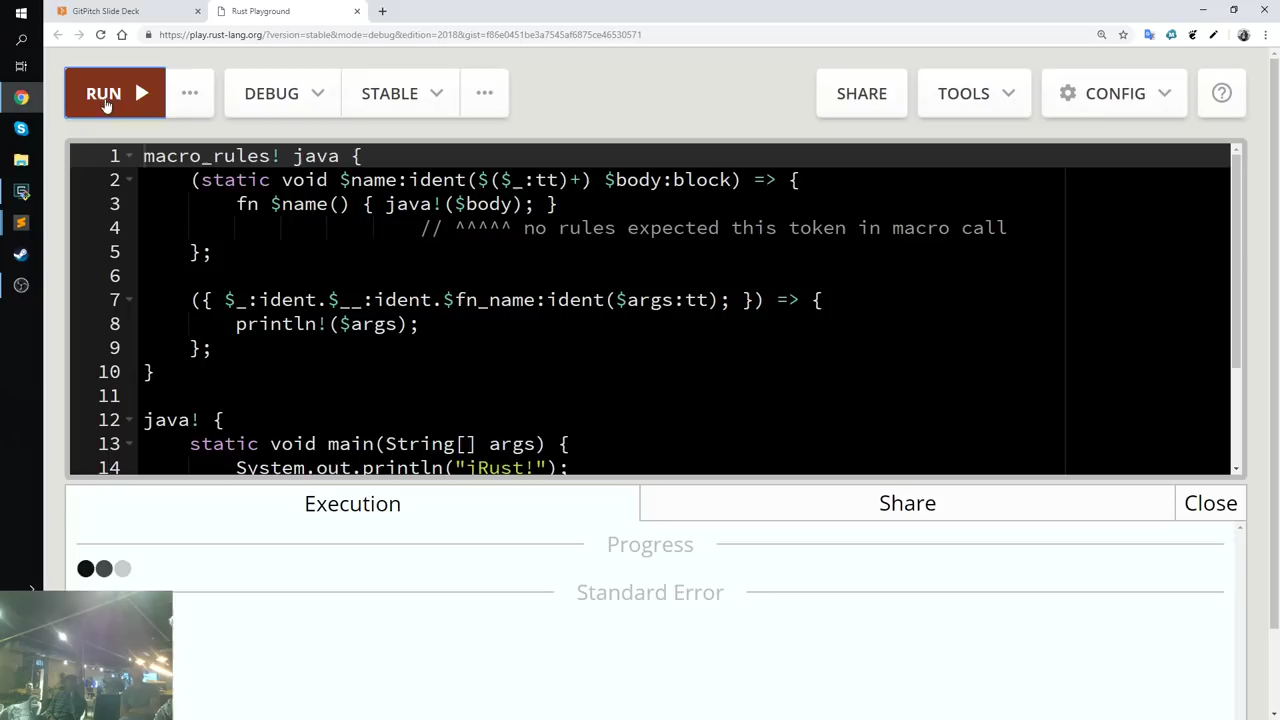 GitPitch Slide Deck
Rust Playground
https://play.rust-lang.org/?version=stable&mode=debug&edition=2018&gist=f86e0451be3a7545af6875ce46530571
RUN
DEBUG
STABLE
SHARE
TOOLS
CONFIG
1 macro_rules! java {
2 (static void $name:ident($($_:tt)+) $body:block) => {
3 fn $name() { java!($body); }
4 // ^^^^^ no rules expected this token in macro call
5 };
6
7 ({ $_:ident.$__:ident.$fn_name:ident($args:tt); }) => {
8 println!($args);
9 };
10 }
11
12 java! {
13 static void main(String[] args) {
14 System.out.println("iRust!");
Execution
Share
Close
Progress
Standard Error